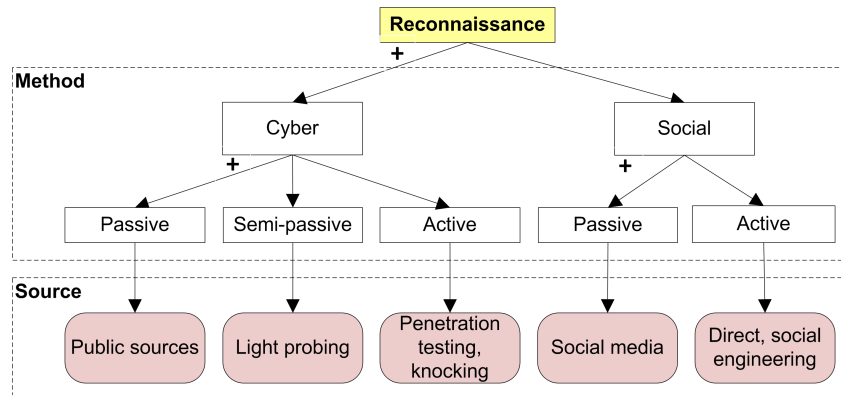 Reconnaissance
+
Method
Cyber
Social
+
+
Passive
Semi-passive
Active
Passive
Active
Source
Public sources
Light probing
Penetration
testing,
knocking
Social media
Direct, social
engineering